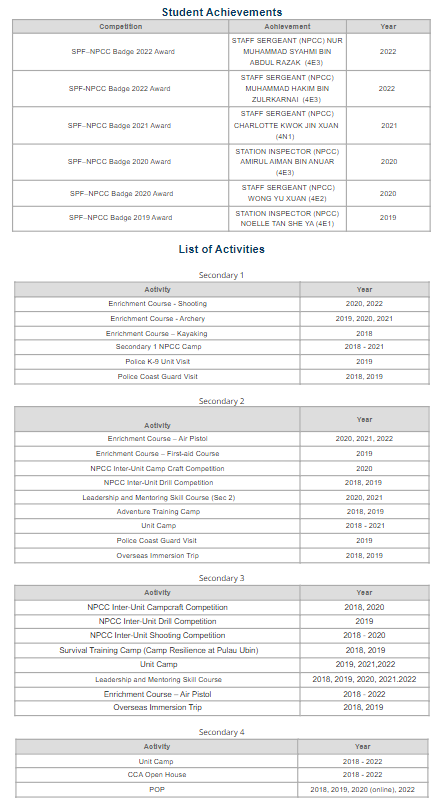 Student Achievements
Competition Achievement Year
SPF–NPCC Badge 2022 Award STAFF SERGEANT (NPCC) NUR MUHAMMAD SYAHMI BIN ABDUL RAZAK (4E3) 2022
SPF-NPCC Badge 2022 Award STAFF SERGEANT (NPCC) MUHAMMAD HAKIM BIN ZULRKARNAI (4E3) 2022
SPF–NPCC Badge 2021 Award STAFF SERGEANT (NPCC) CHARLOTTE KWOK JIN XUAN (4N1) 2021
SPF–NPCC Badge 2020 Award STATION INSPECTOR (NPCC) AMIRUL AIMAN BIN ANUAR (4E3) 2020
SPF–NPCC Badge 2020 Award STAFF SERGEANT (NPCC) WONG YU XUAN (4E2) 2020
SPF–NPCC Badge 2019 Award STATION INSPECTOR (NPCC) NOELLE TAN SHE YA (4E1) 2019
List of Activities
Secondary 1
Activity Year
Enrichment Course - Shooting 2020, 2022
Enrichment Course - Archery 2019, 2020, 2021
Enrichment Course – Kayaking 2018
Secondary 1 NPCC Camp 2018 - 2021
Police K-9 Unit Visit 2019
Police Coast Guard Visit 2018, 2019
Secondary 2
Activity Year
Enrichment Course – Air Pistol 2020, 2021, 2022
Enrichment Course – First-aid Course 2019
NPCC Inter-Unit Camp Craft Competition 2020
NPCC Inter-Unit Drill Competition 2018, 2019
Leadership and Mentoring Skill Course (Sec 2) 2020, 2021
Adventure Training Camp 2018, 2019
Unit Camp 2018 - 2021
Police Coast Guard Visit 2019
Overseas Immersion Trip 2018, 2019
Secondary 3
Activity Year
NPCC Inter-Unit Campcraft Competition 2018, 2020
NPCC Inter-Unit Drill Competition 2019
NPCC Inter-Unit Shooting Competition 2018 - 2020
Survival Training Camp (Camp Resilience at Pulau Ubin) 2018, 2019
Unit Camp 2019, 2021,2022
Leadership and Mentoring Skill Course 2018, 2019, 2020, 2021.2022
Enrichment Course – Air Pistol 2018 - 2022
Overseas Immersion Trip 2018, 2019
Secondary 4
Activity Year
Unit Camp 2018 - 2022
CCA Open House 2018 - 2022
POP 2018, 2019, 2020 (online), 2022